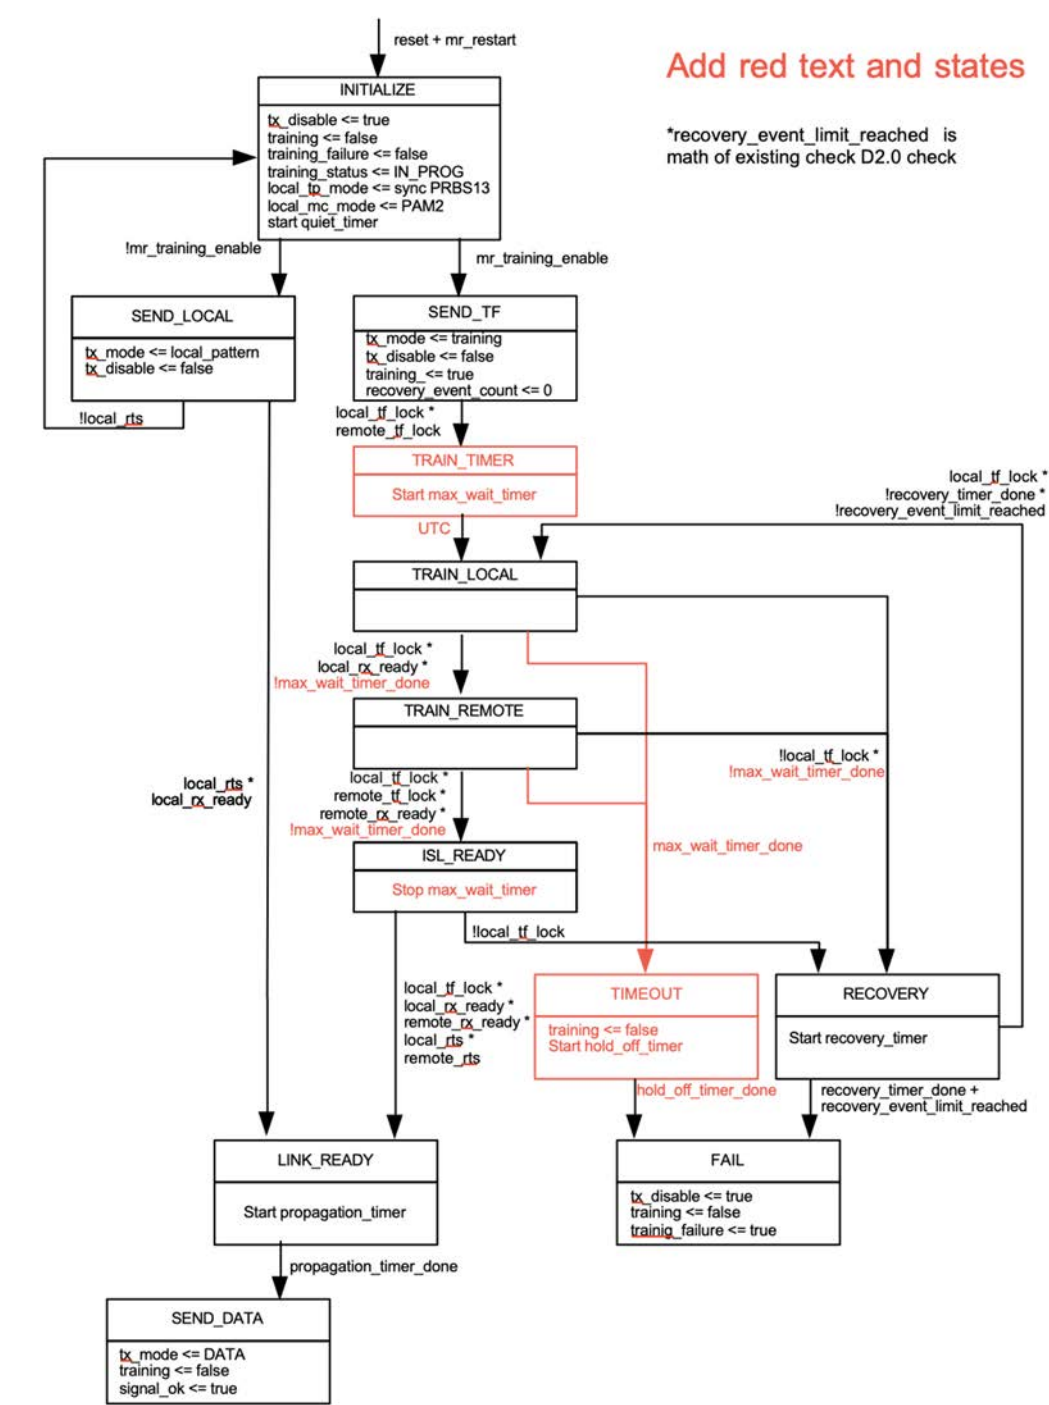 reset + mr_restart
Add red text and states
INITIALIZE
tx_disable <= true
training <= false
training_failure <= false
training_status <= IN_PROG
local_tp_mode <= sync PRBS13
local_mc_mode <= PAM2
start quiet_timer
*recovery_event_limit_reached is
math of existing check D2.0 check
!mr_training_enable
mr_training_enable
SEND_LOCAL
tx_mode <= local_pattern
tx_disable <= false
!local_rts
SEND_TF
tx_mode <= training
tx_disable <= false
training_<= true
recovery_event_count <= 0
local_tf_lock *
remote_tf_lock
TRAIN_TIMER
Start max_wait_timer
UTC
local_tf_lock *
!recovery_timer_done *
!recovery_event_limit_reached
TRAIN_LOCAL
local_tf_lock *
local_rx_ready *
!max_wait_timer_done
TRAIN_REMOTE
local_rts *
local_rx_ready
local_tf_lock *
remote_tf_lock *
remote_rx_ready *
!max_wait_timer_done
!local_tf_lock *
!max_wait_timer_done
max_wait_timer_done
ISL_READY
Stop max_wait_timer
!local_tf_lock
local_tf_lock *
local_rx_ready *
remote_rx_ready *
local_rts *
remote_rts
TIMEOUT
training <= false
Start hold_off_timer
RECOVERY
Start recovery_timer
hold_off_timer_done
recovery_timer_done +
recovery_event_limit_reached
LINK_READY
Start propagation_timer
FAIL
tx_disable <= true
training <= false
trainig_failure <= true
propagation_timer_done
SEND_DATA
tx_mode <= DATA
training <= false
signal_ok <= true